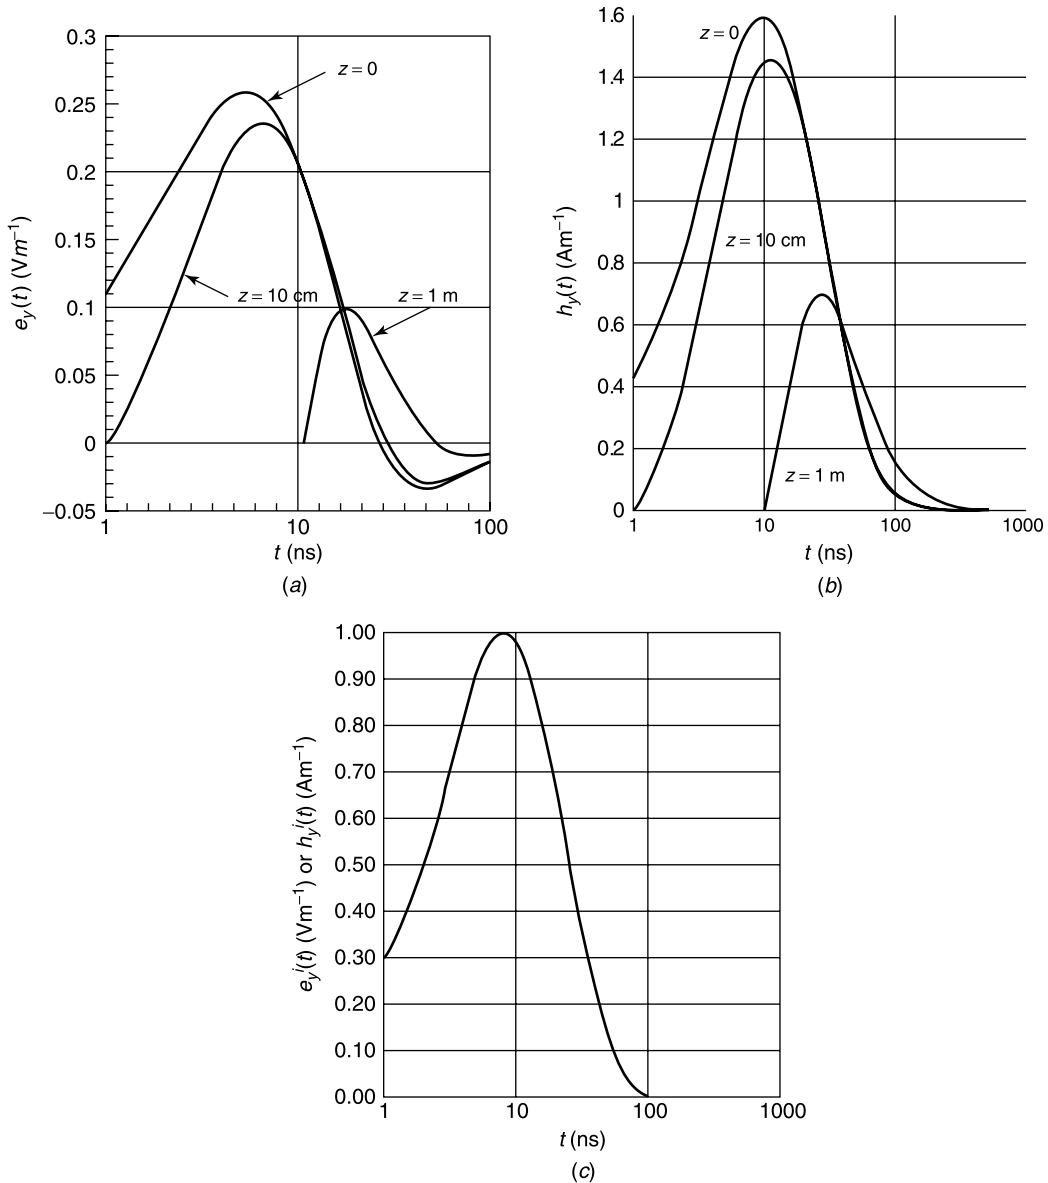 0.3
0.25
0.2
0.15
0.1
0.05
0
−0.05
e_y(t) (Vm⁻¹)
z = 0
z = 10 cm
z = 1 m
1
10
100
t (ns)
(a)
1.6
1.4
1.2
1
0.8
0.6
0.4
0.2
0
h_y(t) (Am⁻¹)
z = 0
z = 10 cm
z = 1 m
1
10
100
1000
t (ns)
(b)
1.00
0.90
0.80
0.70
0.60
0.50
0.40
0.30
0.20
0.10
0.00
e_y^i(t) (Vm⁻¹) or h_y^i(t) (Am⁻¹)
1
10
100
1000
t (ns)
(c)